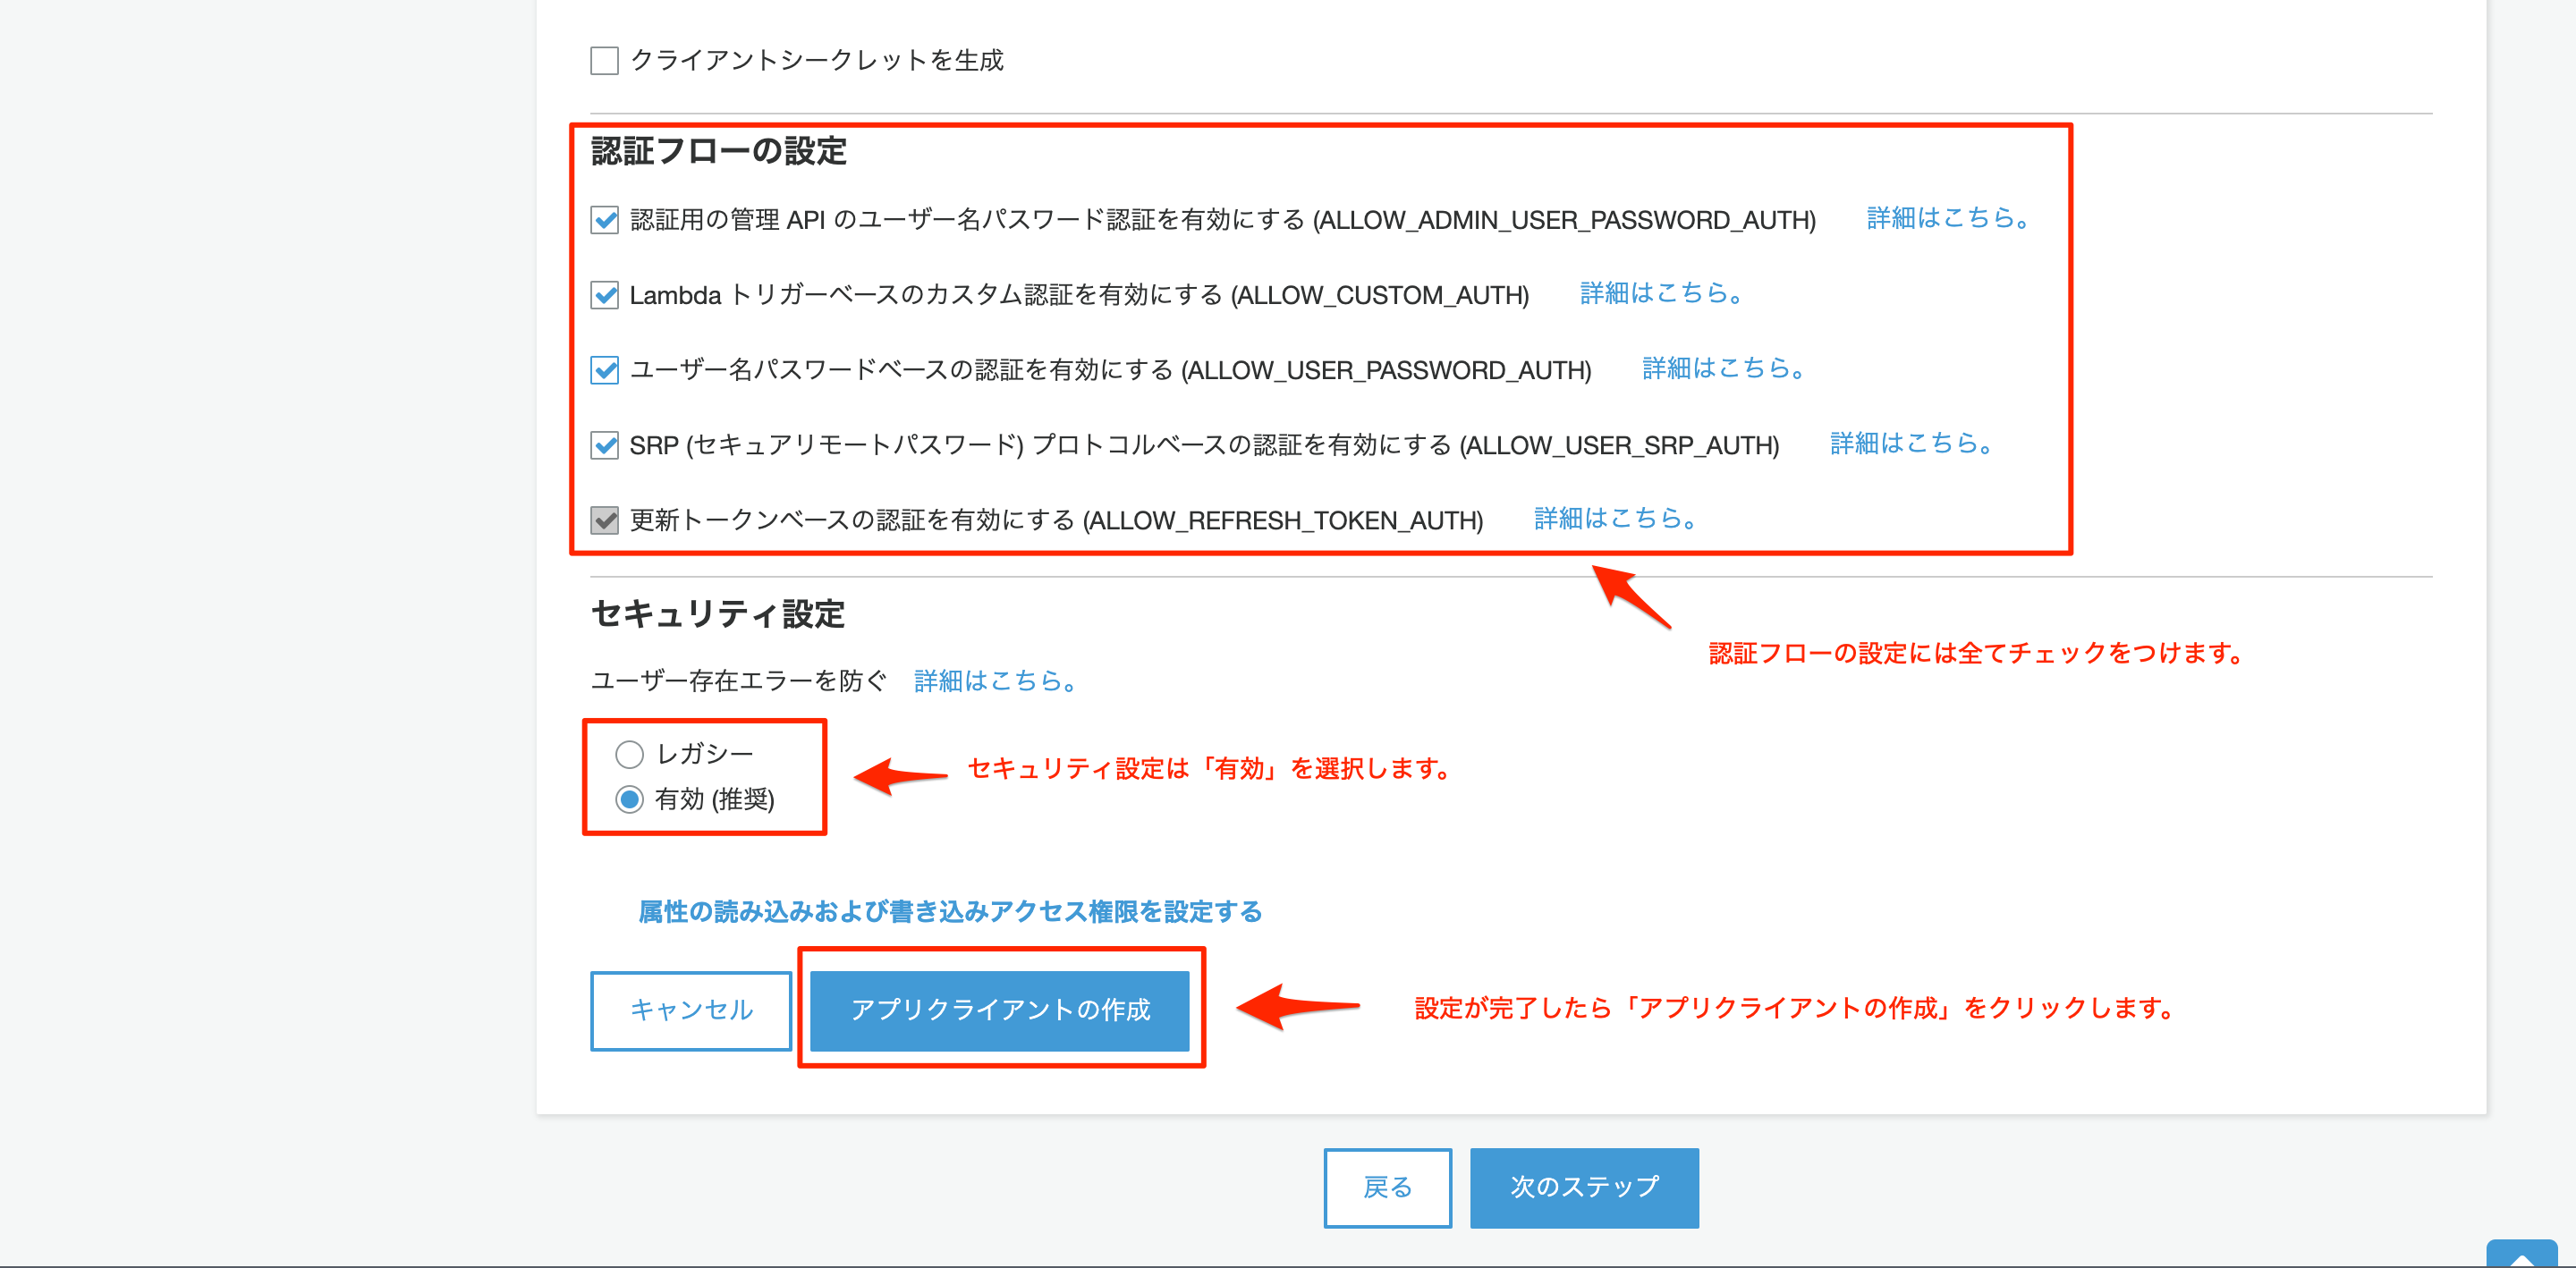 クライアントシークレットを生成
認証フローの設定
認証用の管理 API のユーザー名パスワード認証を有効にする (ALLOW_ADMIN_USER_PASSWORD_AUTH) 詳細はこちら。
Lambda トリガーベースのカスタム認証を有効にする (ALLOW_CUSTOM_AUTH) 詳細はこちら。
ユーザー名パスワードベースの認証を有効にする (ALLOW_USER_PASSWORD_AUTH) 詳細はこちら。
SRP (セキュアリモートパスワード) プロトコルベースの認証を有効にする (ALLOW_USER_SRP_AUTH) 詳細はこちら。
更新トークンベースの認証を有効にする (ALLOW_REFRESH_TOKEN_AUTH) 詳細はこちら。
認証フローの設定には全てチェックをつけます。
セキュリティ設定
ユーザー存在エラーを防ぐ 詳細はこちら。
レガシー
有効 (推奨)
セキュリティ設定は「有効」を選択します。
属性の読み込みおよび書き込みアクセス権限を設定する
キャンセル
アプリクライアントの作成
設定が完了したら「アプリクライアントの作成」をクリックします。
戻る
次のステップ